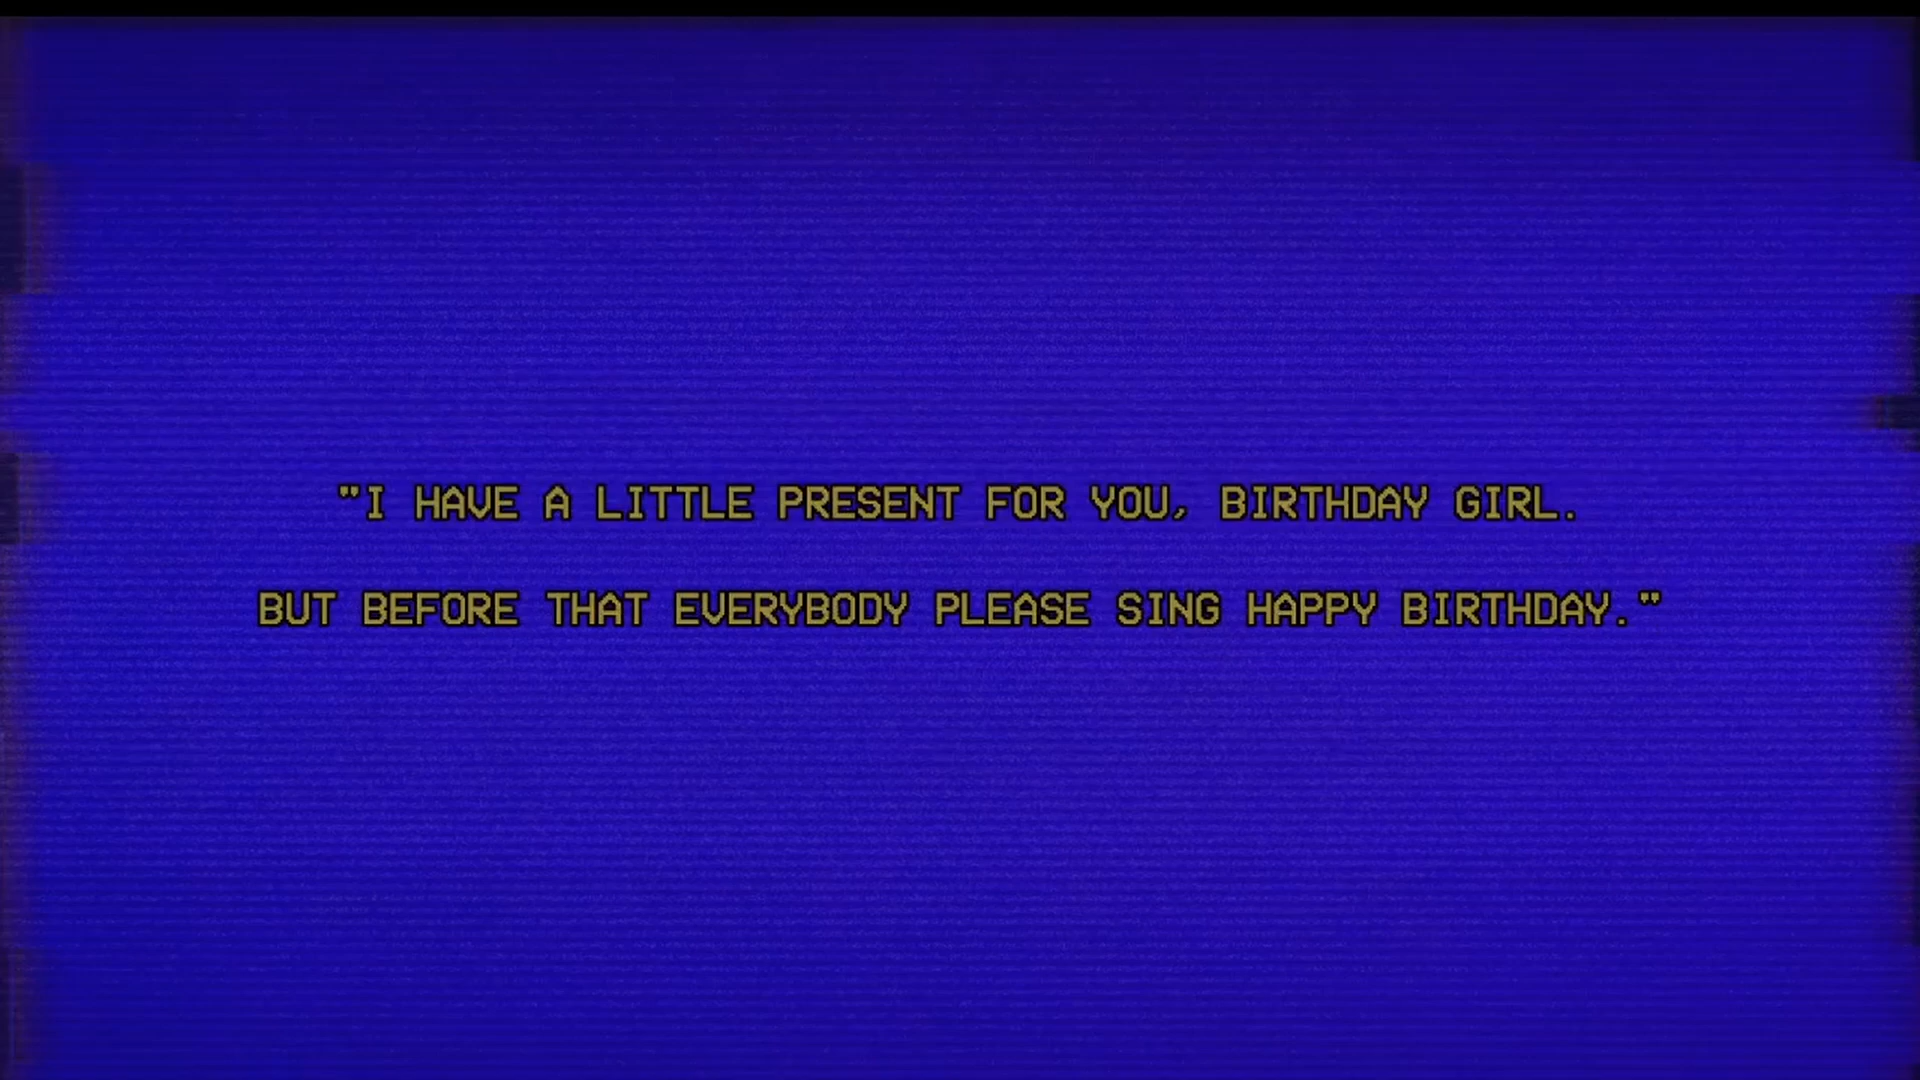 "I HAVE A LITTLE PRESENT FOR YOU, BIRTHDAY GIRL.
BUT BEFORE THAT EVERYBODY PLEASE SING HAPPY BIRTHDAY."